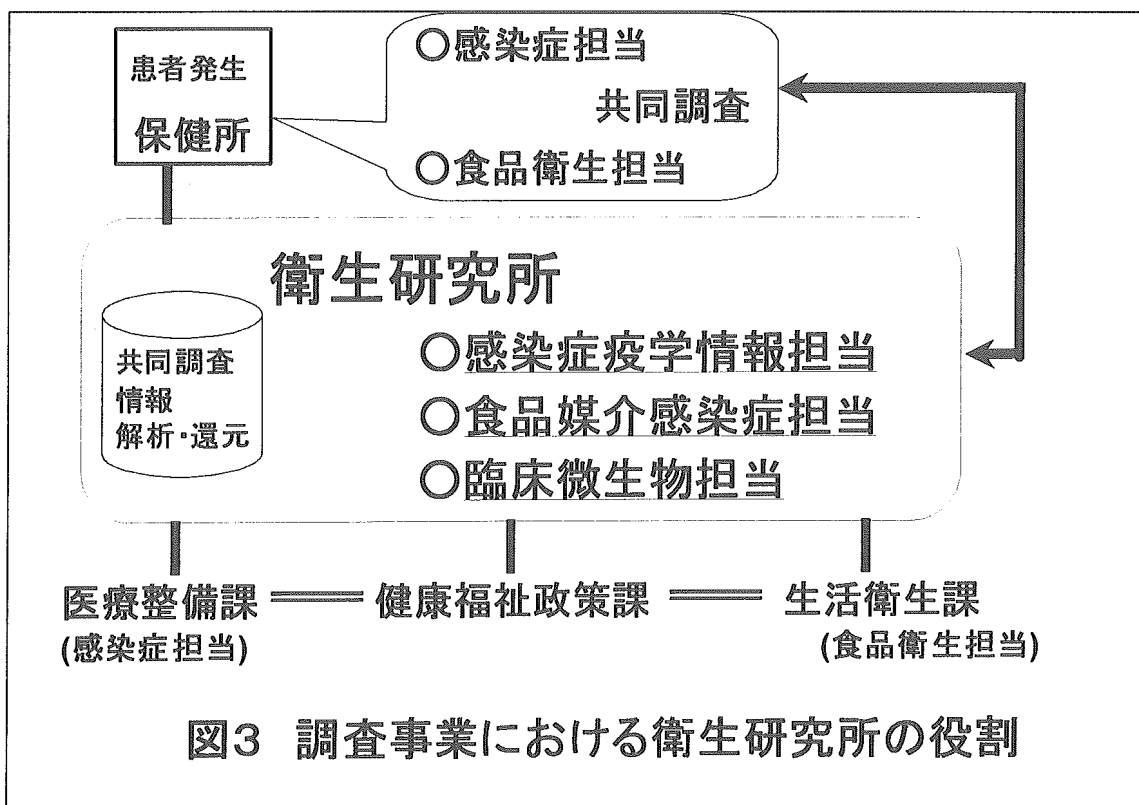 患者発生
保健所
○感染症担当
共同調査
○食品衛生担当
衛生研究所
共同調査
情報
解析・還元
○感染症疫学情報担当
○食品媒介感染症担当
○臨床微生物担当
医療整備課
(感染症担当)
健康福祉政策課
生活衛生課
(食品衛生担当)
図3 調査事業における衛生研究所の役割